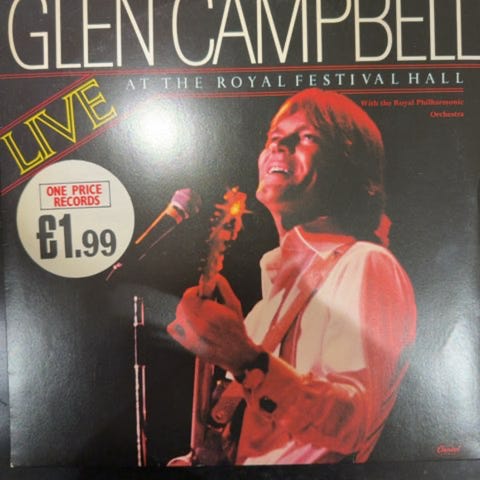 GLEN CAMPBELL
AT THE ROYAL FESTIVAL HALL
LIVE
With the Royal Philharmonic
Orchestra
ONE PRICE
RECORDS
£1.99
Capitol